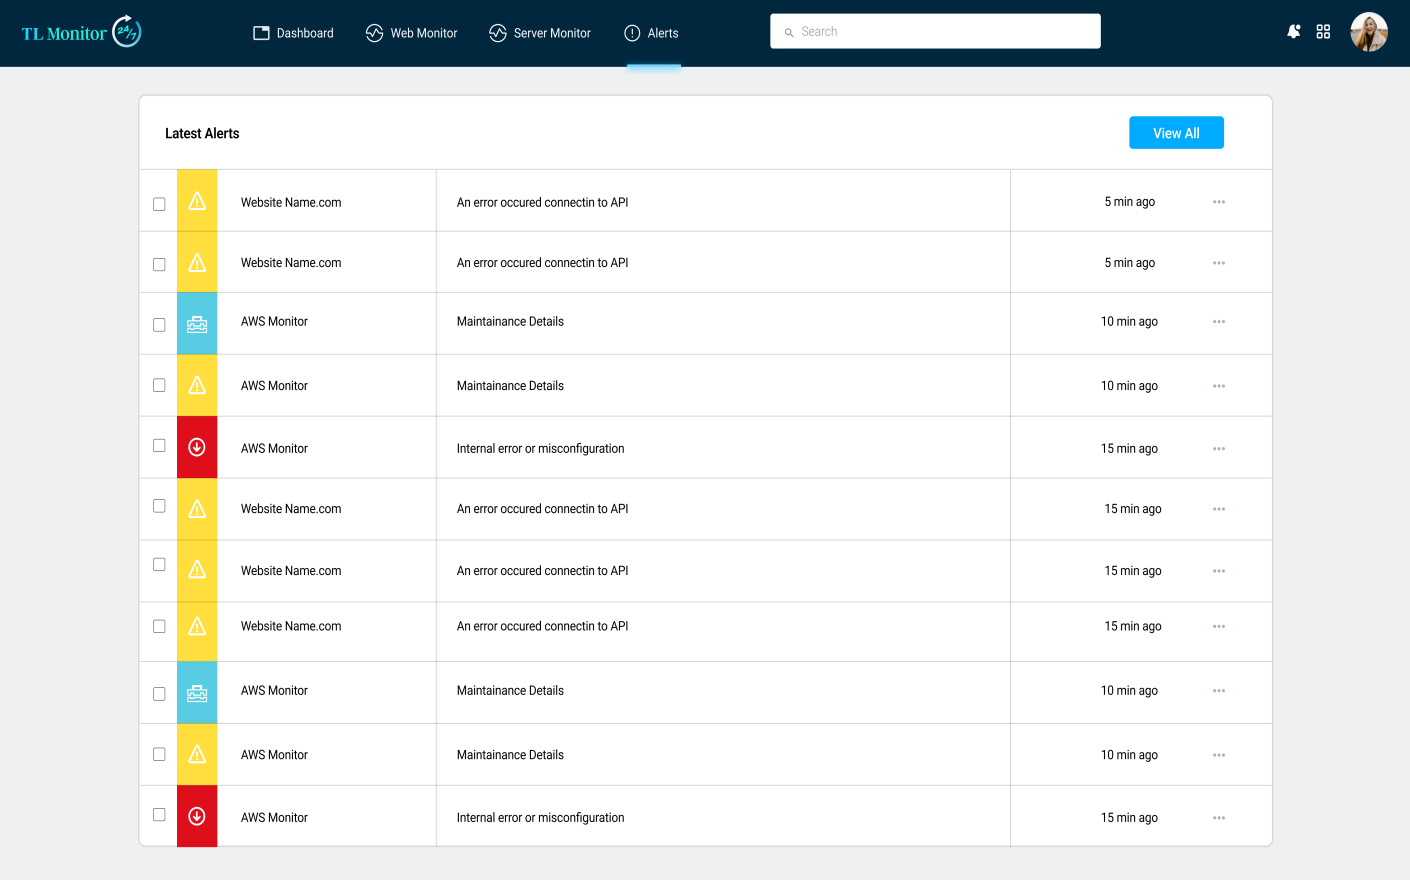 TL Monitor 24/7 Dashboard Web Monitor Server Monitor Alerts Search
Latest Alerts View All
Website Name.com An error occured connectin to API 5 min ago
Website Name.com An error occured connectin to API 5 min ago
AWS Monitor Maintainance Details 10 min ago
AWS Monitor Maintainance Details 10 min ago
AWS Monitor Internal error or misconfiguration 15 min ago
Website Name.com An error occured connectin to API 15 min ago
Website Name.com An error occured connectin to API 15 min ago
Website Name.com An error occured connectin to API 15 min ago
AWS Monitor Maintainance Details 10 min ago
AWS Monitor Maintainance Details 10 min ago
AWS Monitor Internal error or misconfiguration 15 min ago